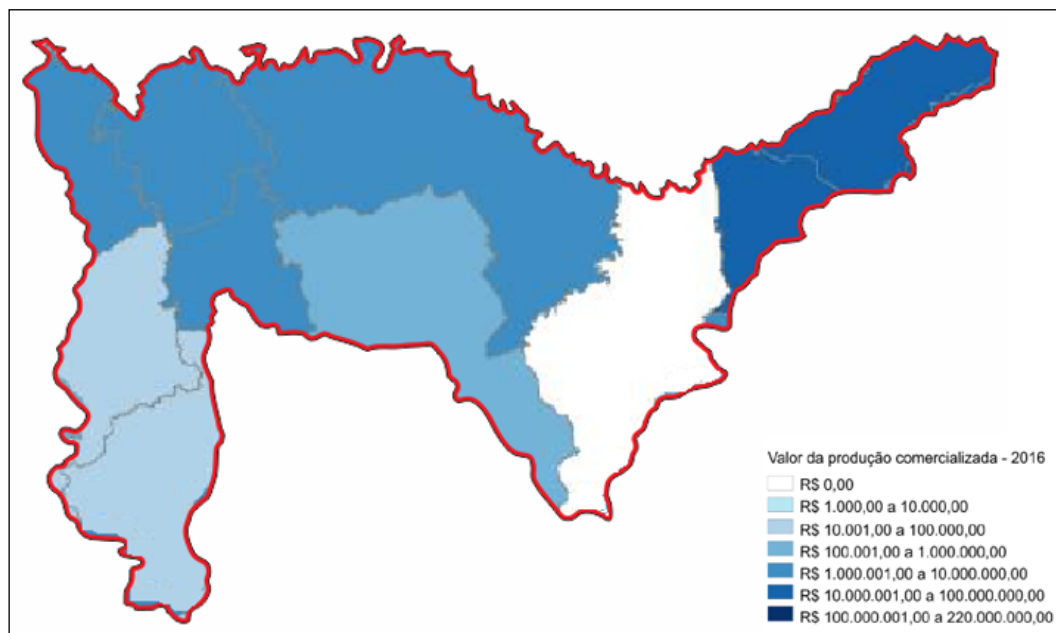 Valor da produção comercializada - 2016
R$ 0,00
R$ 1.000,00 a 10.000,00
R$ 10.001,00 a 100.000,00
R$ 100.001,00 a 1.000.000,00
R$ 1.000.001,00 a 10.000.000,00
R$ 10.000.001,00 a 100.000.000,00
R$ 100.000.001,00 a 220.000.000,00